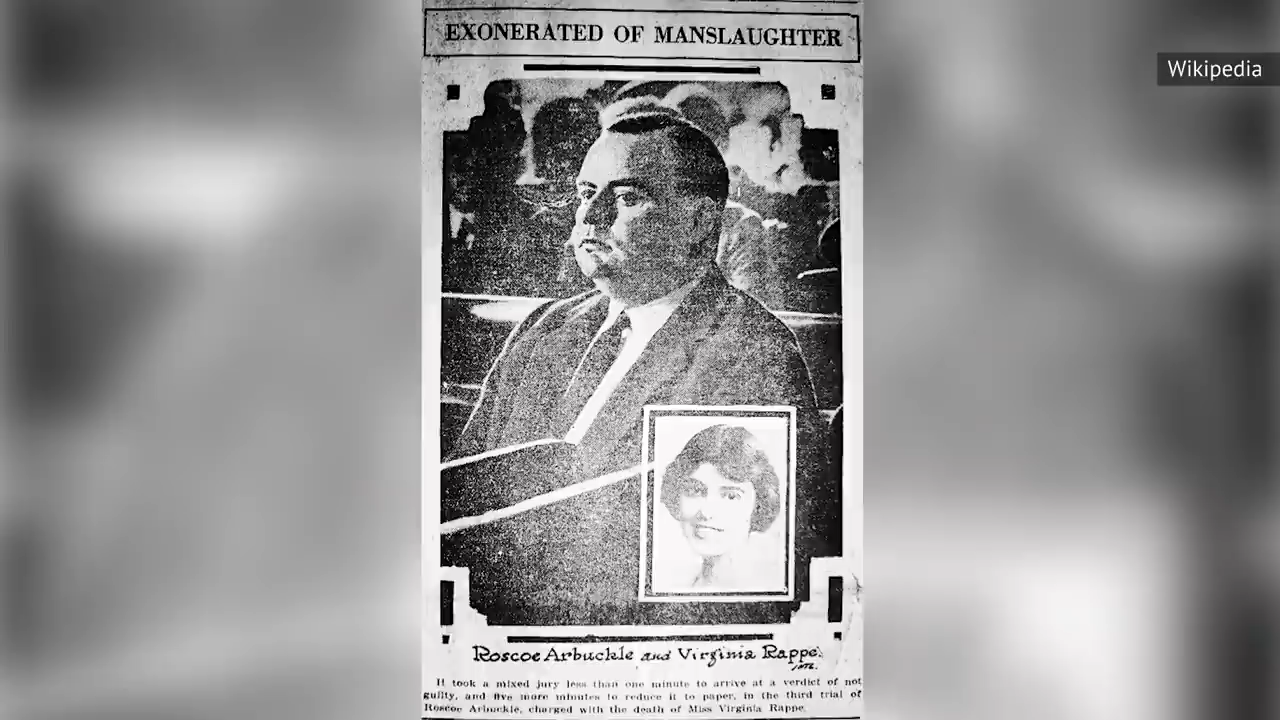 EXONERATED OF MANSLAUGHTER
Wikipedia
Roscoe Arbuckle and Virginia Rappe.
INTL.
It took a mixed jury less than one minute to arrive at a verdict of not
guilty, and five more minutes to reduce it to paper, in the third trial of
Roscoe Arbuckle, charged with the death of Miss Virginia Rappe.